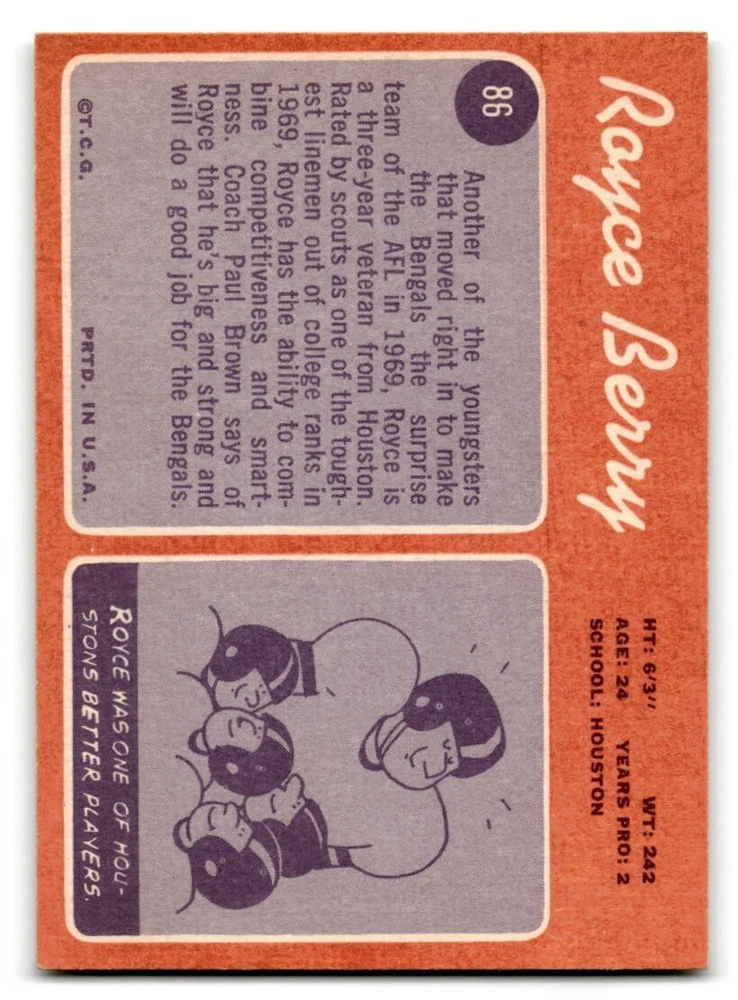 Royce Berry
HT: 6'3" WT: 242
AGE: 24 YEARS PRO: 2
SCHOOL: HOUSTON
86
Another of the youngsters
that moved right in to make
the Bengals the surprise
team of the AFL in 1969, Royce is
a three-year veteran from Houston.
Rated by scouts as one of the tough-
est linemen out of college ranks in
1969, Royce has the ability to com-
bine competitiveness and smart-
ness. Coach Paul Brown says of
Royce that he's big and strong and
will do a good job for the Bengals.
©T.C.G. PRTD. IN U.S.A.
ROYCE WAS ONE OF HOU-
STONS BETTER PLAYERS.